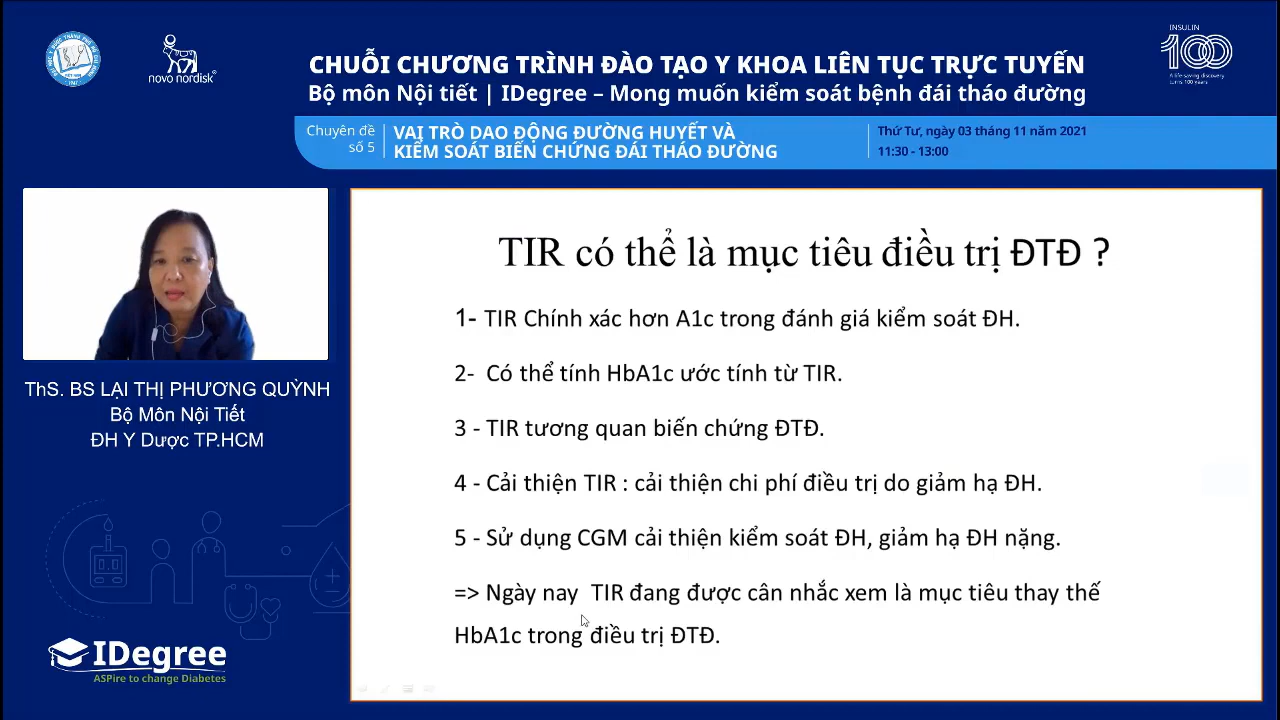 novo nordisk®
INSULIN
100
A life-saving discovery
turns 100 years
CHUỖI CHƯƠNG TRÌNH ĐÀO TẠO Y KHOA LIÊN TỤC TRỰC TUYẾN
Bộ môn Nội tiết | IDegree – Mong muốn kiểm soát bệnh đái tháo đường
Chuyên đề
số 5
VAI TRÒ DAO ĐỘNG ĐƯỜNG HUYẾT VÀ
KIỂM SOÁT BIẾN CHỨNG ĐÁI THÁO ĐƯỜNG
Thứ Tư, ngày 03 tháng 11 năm 2021
11:30 - 13:00
ThS. BS LẠI THỊ PHƯƠNG QUỲNH
Bộ Môn Nội Tiết
ĐH Y Dược TP.HCM
IDegree
ASPire to change Diabetes
TIR có thể là mục tiêu điều trị ĐTĐ ?
1- TIR Chính xác hơn A1c trong đánh giá kiểm soát ĐH.
2- Có thể tính HbA1c ước tính từ TIR.
3 - TIR tương quan biến chứng ĐTĐ.
4 - Cải thiện TIR : cải thiện chi phí điều trị do giảm hạ ĐH.
5 - Sử dụng CGM cải thiện kiểm soát ĐH, giảm hạ ĐH nặng.
=> Ngày nay TIR đang được cân nhắc xem là mục tiêu thay thế
HbA1c trong điều trị ĐTĐ.